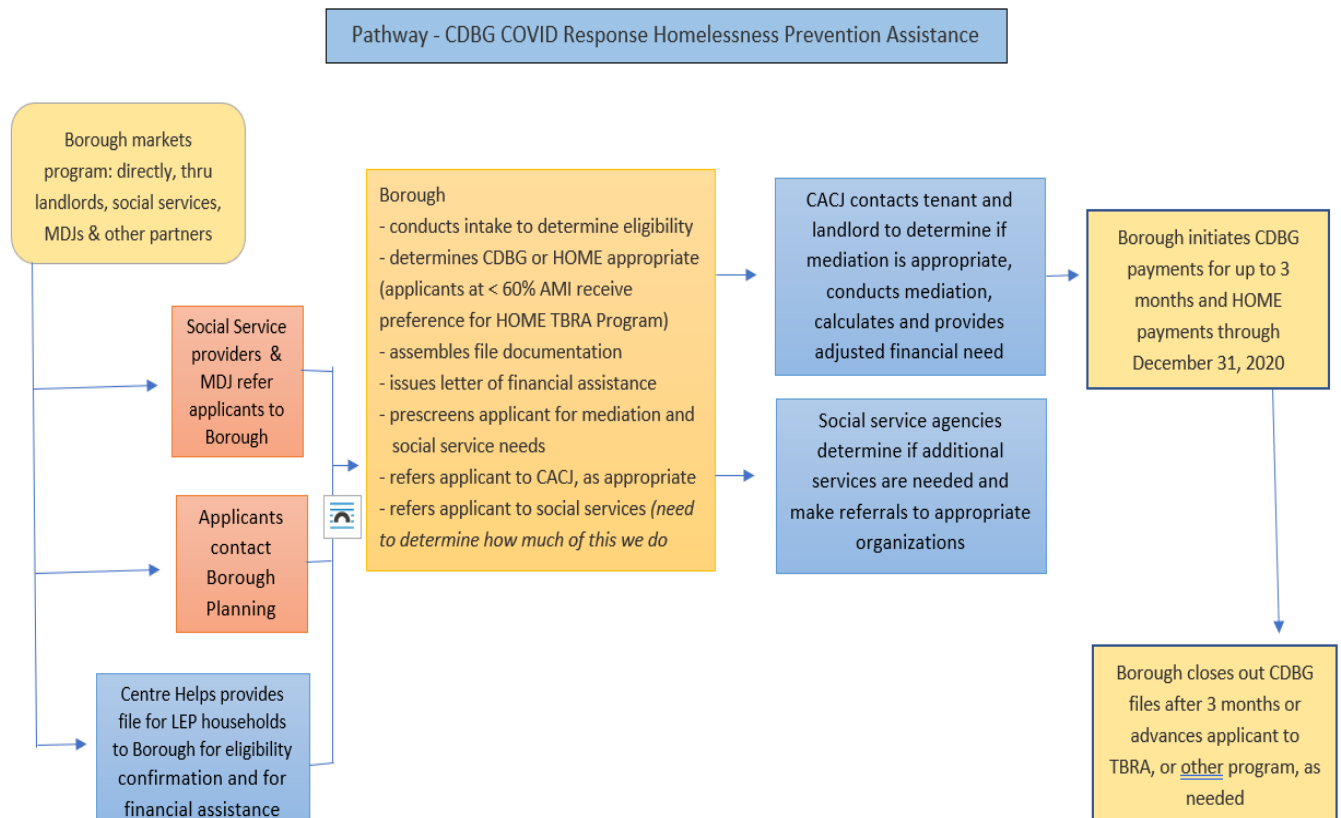 Pathway - CDBG COVID Response Homelessness Prevention Assistance
Borough markets
program: directly, thru
landlords, social services,
MDJs & other partners
Social Service
providers & 
MDJ refer
applicants to
Borough
Applicants
contact
Borough
Planning
Centre Helps provides
file for LEP households
to Borough for eligibility
confirmation and for
financial assistance
Borough
- conducts intake to determine eligibility
- determines CDBG or HOME appropriate
(applicants at < 60% AMI receive
preference for HOME TBRA Program)
- assembles file documentation
- issues letter of financial assistance
- prescreens applicant for mediation and
social service needs
- refers applicant to CACJ, as appropriate
- refers applicant to social services (need
to determine how much of this we do
CACJ contacts tenant and
landlord to determine if
mediation is appropriate,
conducts mediation,
calculates and provides
adjusted financial need
Social service agencies
determine if additional
services are needed and
make referrals to appropriate
organizations
Borough initiates CDBG
payments for up to 3
months and HOME
payments through
December 31, 2020
Borough closes out CDBG
files after 3 months or
advances applicant to
TBRA, or other program, as
needed